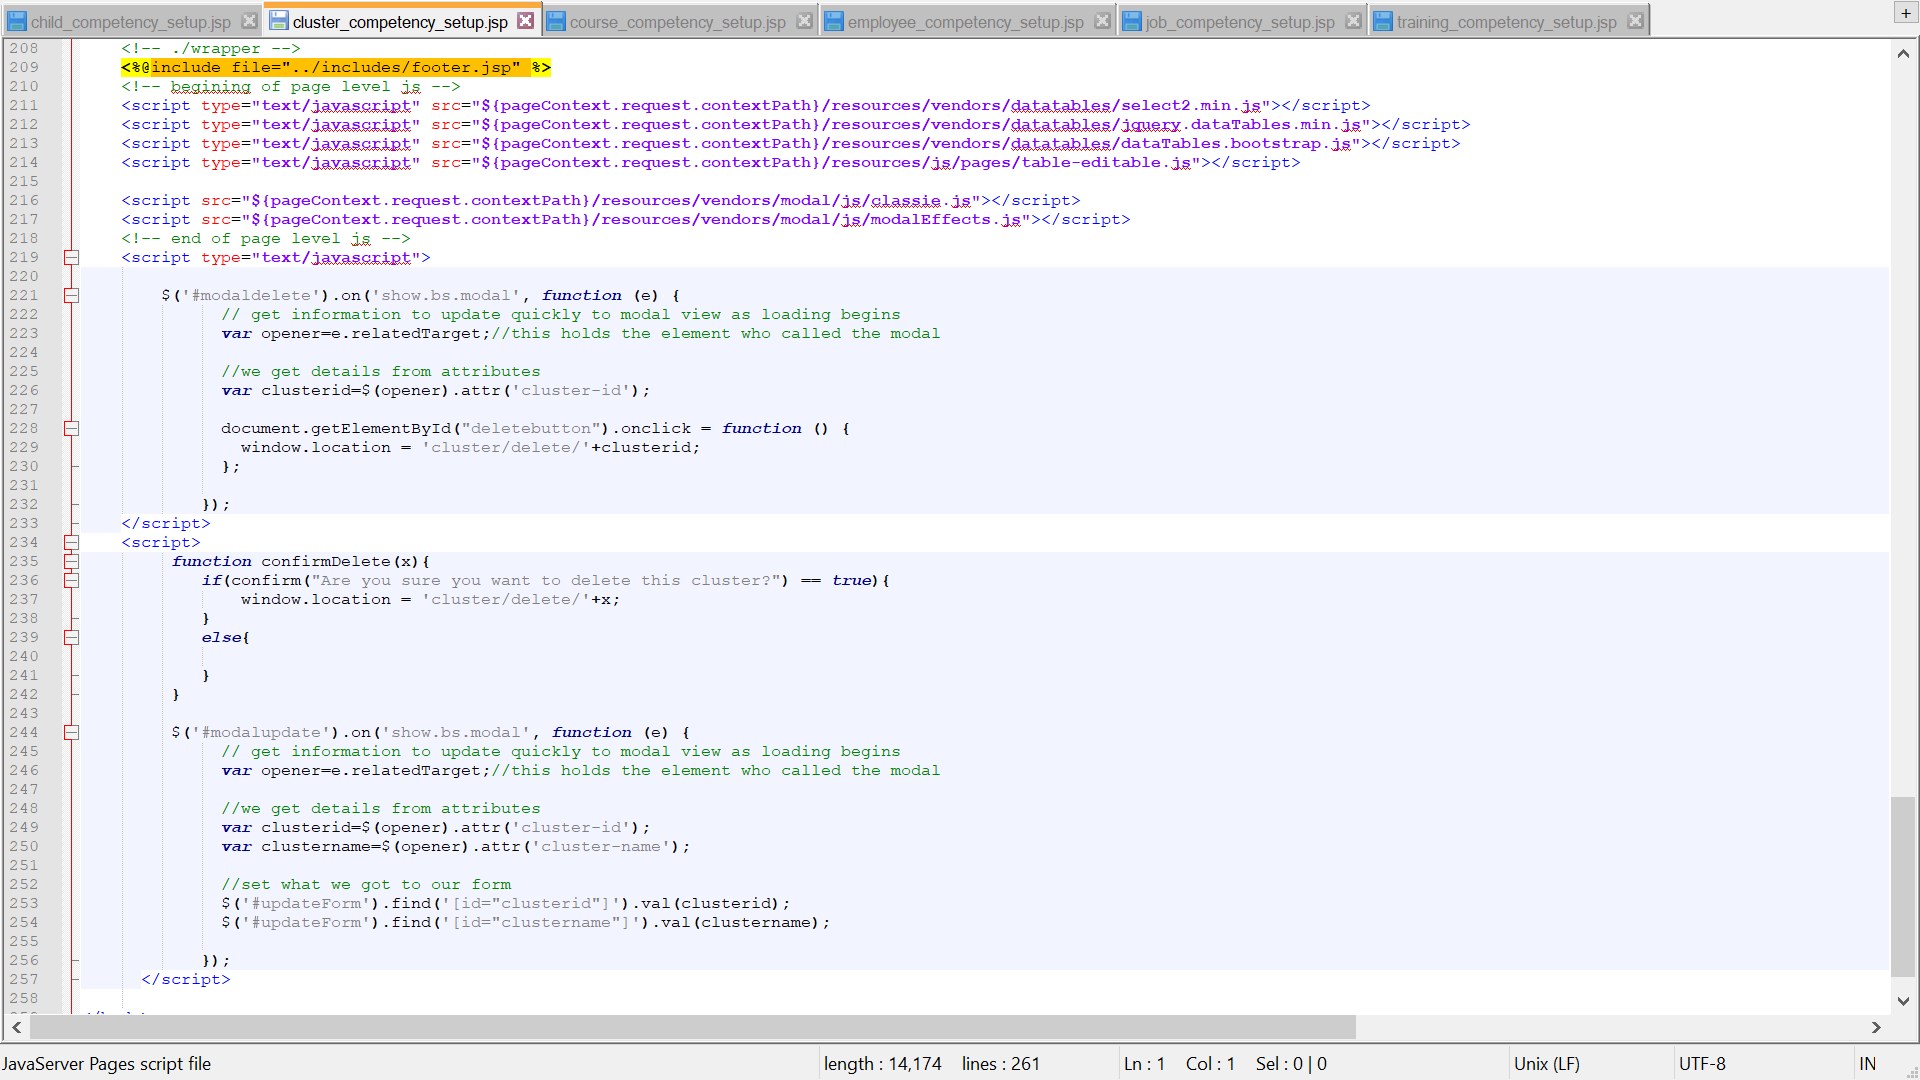 child_competency_setup.jsp cluster_competency_setup.jsp course_competency_setup.jsp employee_competency_setup.jsp job_competency_setup.jsp training_competency_setup.jsp +
208 <!-- ./wrapper -->
209 <%@include file="../includes/footer.jsp" %>
210 <!-- begining of page level js -->
211 <script type="text/javascript" src="${pageContext.request.contextPath}/resources/vendors/datatables/select2.min.js"></script>
212 <script type="text/javascript" src="${pageContext.request.contextPath}/resources/vendors/datatables/jquery.dataTables.min.js"></script>
213 <script type="text/javascript" src="${pageContext.request.contextPath}/resources/vendors/datatables/dataTables.bootstrap.js"></script>
214 <script type="text/javascript" src="${pageContext.request.contextPath}/resources/js/pages/table-editable.js"></script>
215
216 <script src="${pageContext.request.contextPath}/resources/vendors/modal/js/classie.js"></script>
217 <script src="${pageContext.request.contextPath}/resources/vendors/modal/js/modalEffects.js"></script>
218 <!-- end of page level js -->
219 <script type="text/javascript">
220
221 $('#modaldelete').on('show.bs.modal', function (e) {
222 // get information to update quickly to modal view as loading begins
223 var opener=e.relatedTarget;//this holds the element who called the modal
224
225 //we get details from attributes
226 var clusterid=$(opener).attr('cluster-id');
227
228 document.getElementById("deletebutton").onclick = function () {
229 window.location = 'cluster/delete/'+clusterid;
230 };
231
232 });
233 </script>
234 <script>
235 function confirmDelete(x){
236 if(confirm("Are you sure you want to delete this cluster?") == true){
237 window.location = 'cluster/delete/'+x;
238 }
239 else{
240
241 }
242 }
243
244 $('#modalupdate').on('show.bs.modal', function (e) {
245 // get information to update quickly to modal view as loading begins
246 var opener=e.relatedTarget;//this holds the element who called the modal
247
248 //we get details from attributes
249 var clusterid=$(opener).attr('cluster-id');
250 var clustername=$(opener).attr('cluster-name');
251
252 //set what we got to our form
253 $('#updateForm').find('[id="clusterid"]').val(clusterid);
254 $('#updateForm').find('[id="clustername"]').val(clustername);
255
256 });
257 </script>
258
JavaServer Pages script file length : 14,174 lines : 261 Ln : 1 Col : 1 Sel : 0 | 0 Unix (LF) UTF-8 IN